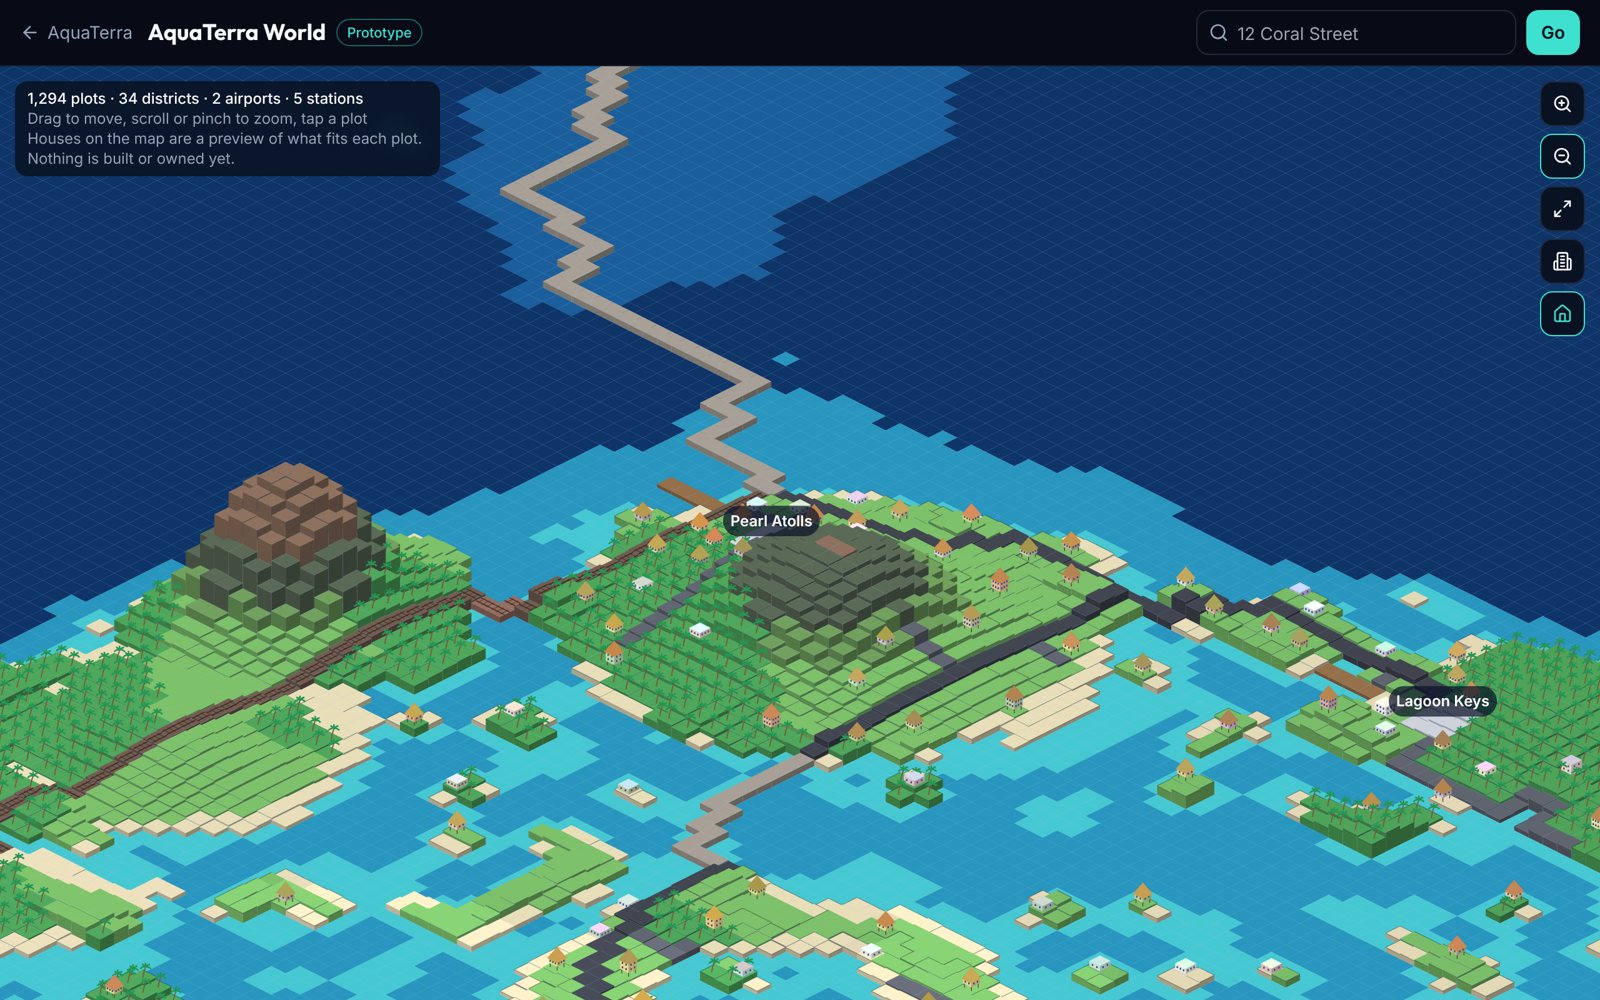 AquaTerra AquaTerra World Prototype 12 Coral Street Go
1,294 plots · 34 districts · 2 airports · 5 stations
Drag to move, scroll or pinch to zoom, tap a plot
Houses on the map are a preview of what fits each plot.
Nothing is built or owned yet.
Pearl Atolls
Lagoon Keys